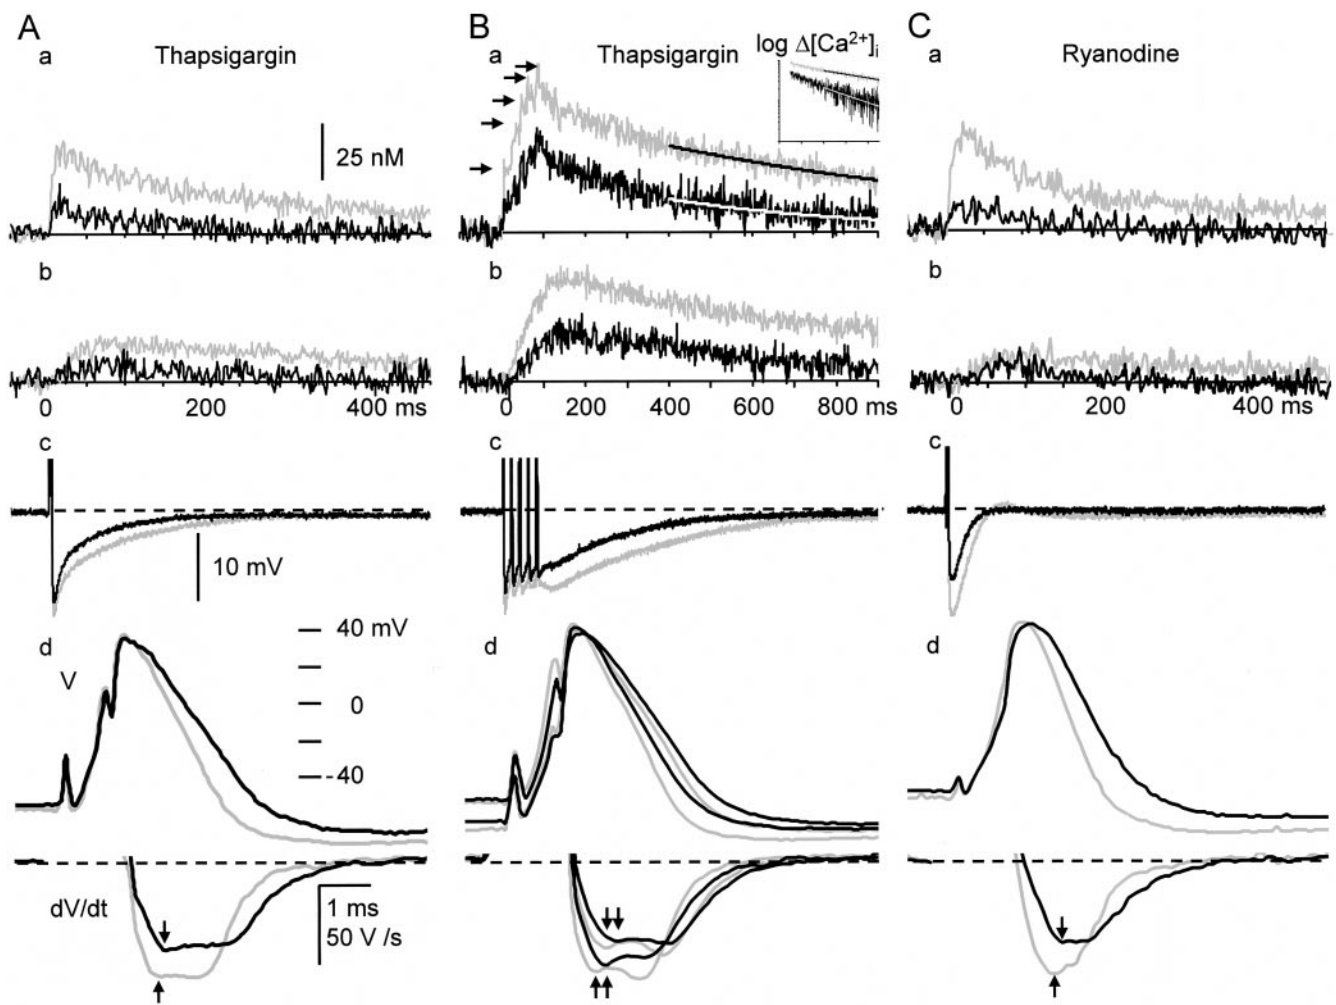 A
B
C
a
Thapsigargin
a
Thapsigargin
log Δ[Ca²⁺]ᵢ
a
Ryanodine
25 nM
b
b
b
0 200 400 ms
0 200 400 600 800 ms
0 200 400 ms
c
c
c
10 mV
d
V
40 mV
0
-40
d
d
dV/dt
1 ms
50 V /s